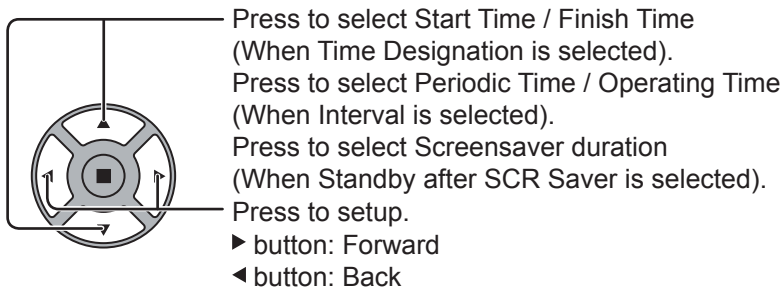 Press to select Start Time / Finish Time
(When Time Designation is selected).
Press to select Periodic Time / Operating Time
(When Interval is selected).
Press to select Screensaver duration
(When Standby after SCR Saver is selected).
Press to setup.
▶ button: Forward
◀ button: Back